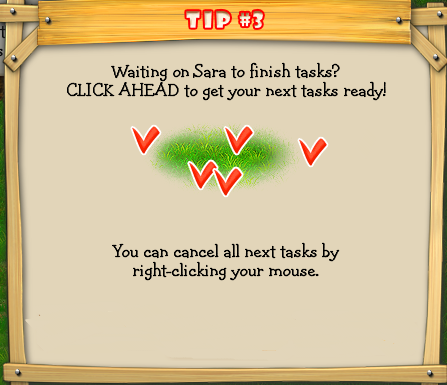 TIP #3
Waiting on Sara to finish tasks?
CLICK AHEAD to get your next tasks ready!
You can cancel all next tasks by
right-clicking your mouse.